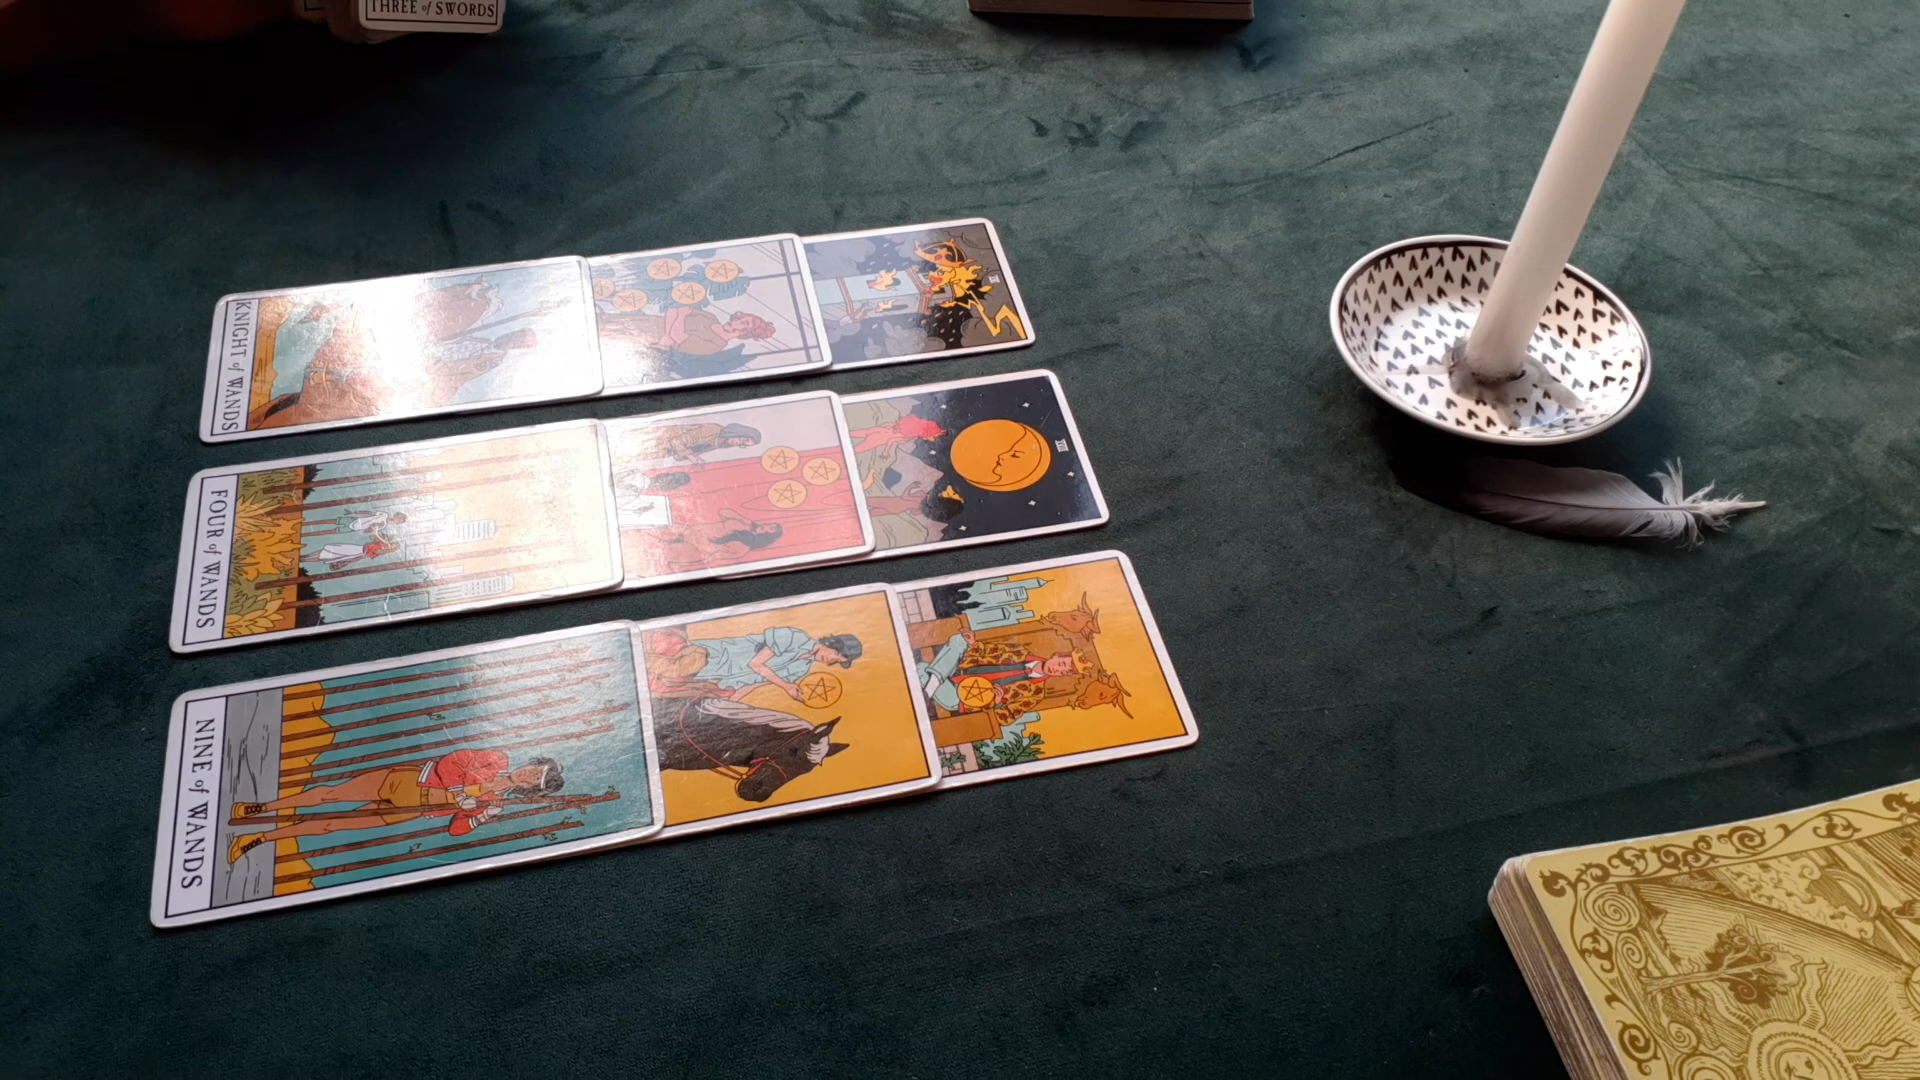 THREE of SWORDS
KNIGHT of WANDS
FOUR of WANDS
NINE of WANDS